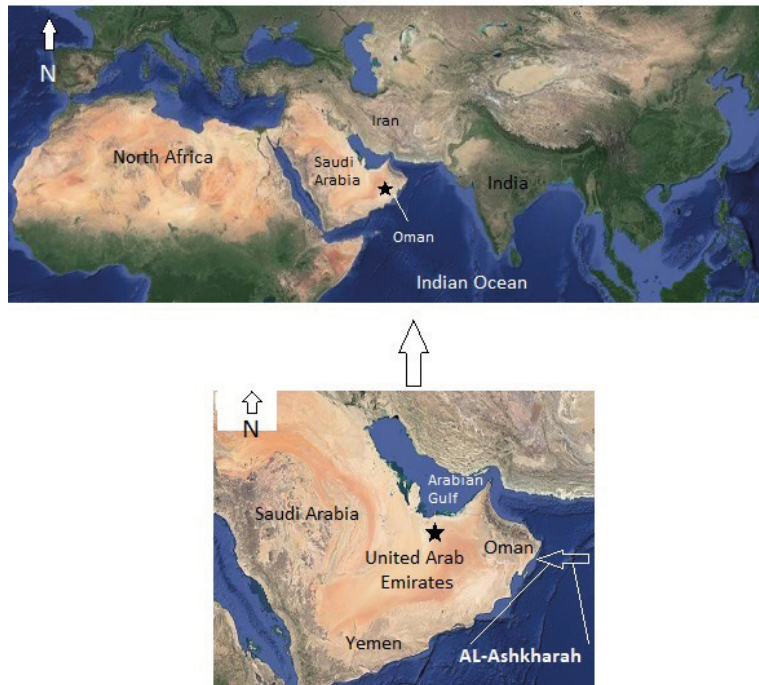 N
Iran
North Africa
Saudi
Arabia
India
Oman
Indian Ocean
N
Arabian
Gulf
Saudi Arabia
Oman
United Arab
Emirates
Yemen
AL-Ashkharah